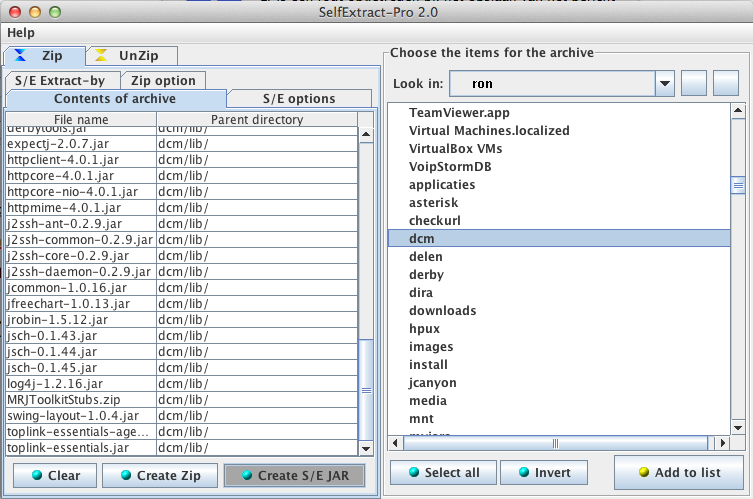 SelfExtract-Pro 2.0
Help
Zip
UnZip
S/E Extract-by
Zip option
Contents of archive
S/E options
File name
Parent directory
derbytools.jar dcm/lib/
expectj-2.0.7.jar dcm/lib/
httpclient-4.0.1.jar dcm/lib/
httpcore-4.0.1.jar dcm/lib/
httpcore-nio-4.0.1.jar dcm/lib/
httpmime-4.0.1.jar dcm/lib/
j2ssh-ant-0.2.9.jar dcm/lib/
j2ssh-common-0.2.9.jar dcm/lib/
j2ssh-core-0.2.9.jar dcm/lib/
j2ssh-daemon-0.2.9.jar dcm/lib/
jcommon-1.0.16.jar dcm/lib/
jfreechart-1.0.13.jar dcm/lib/
jrobin-1.5.12.jar dcm/lib/
jsch-0.1.43.jar dcm/lib/
jsch-0.1.44.jar dcm/lib/
jsch-0.1.45.jar dcm/lib/
log4j-1.2.16.jar dcm/lib/
MRJToolkitStubs.zip dcm/lib/
swing-layout-1.0.4.jar dcm/lib/
toplink-essentials-age... dcm/lib/
toplink-essentials.jar dcm/lib/
Clear
Create Zip
Create S/E JAR
Choose the items for the archive
Look in:
ron
TeamViewer.app
Virtual Machines.localized
VirtualBox VMs
VoipStormDB
applicaties
asterisk
checkurl
dcm
delen
derby
dira
downloads
hpux
images
install
jcanyon
media
mnt
Select all
Invert
Add to list